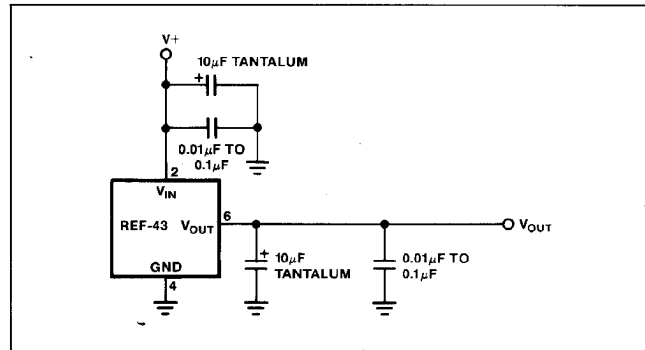 V+
10µF TANTALUM
+
0.01µF TO
0.1µF
2
VIN
REF-43
VOUT
6
VOUT
GND
4
+
10µF
TANTALUM
0.01µF TO
0.1µF